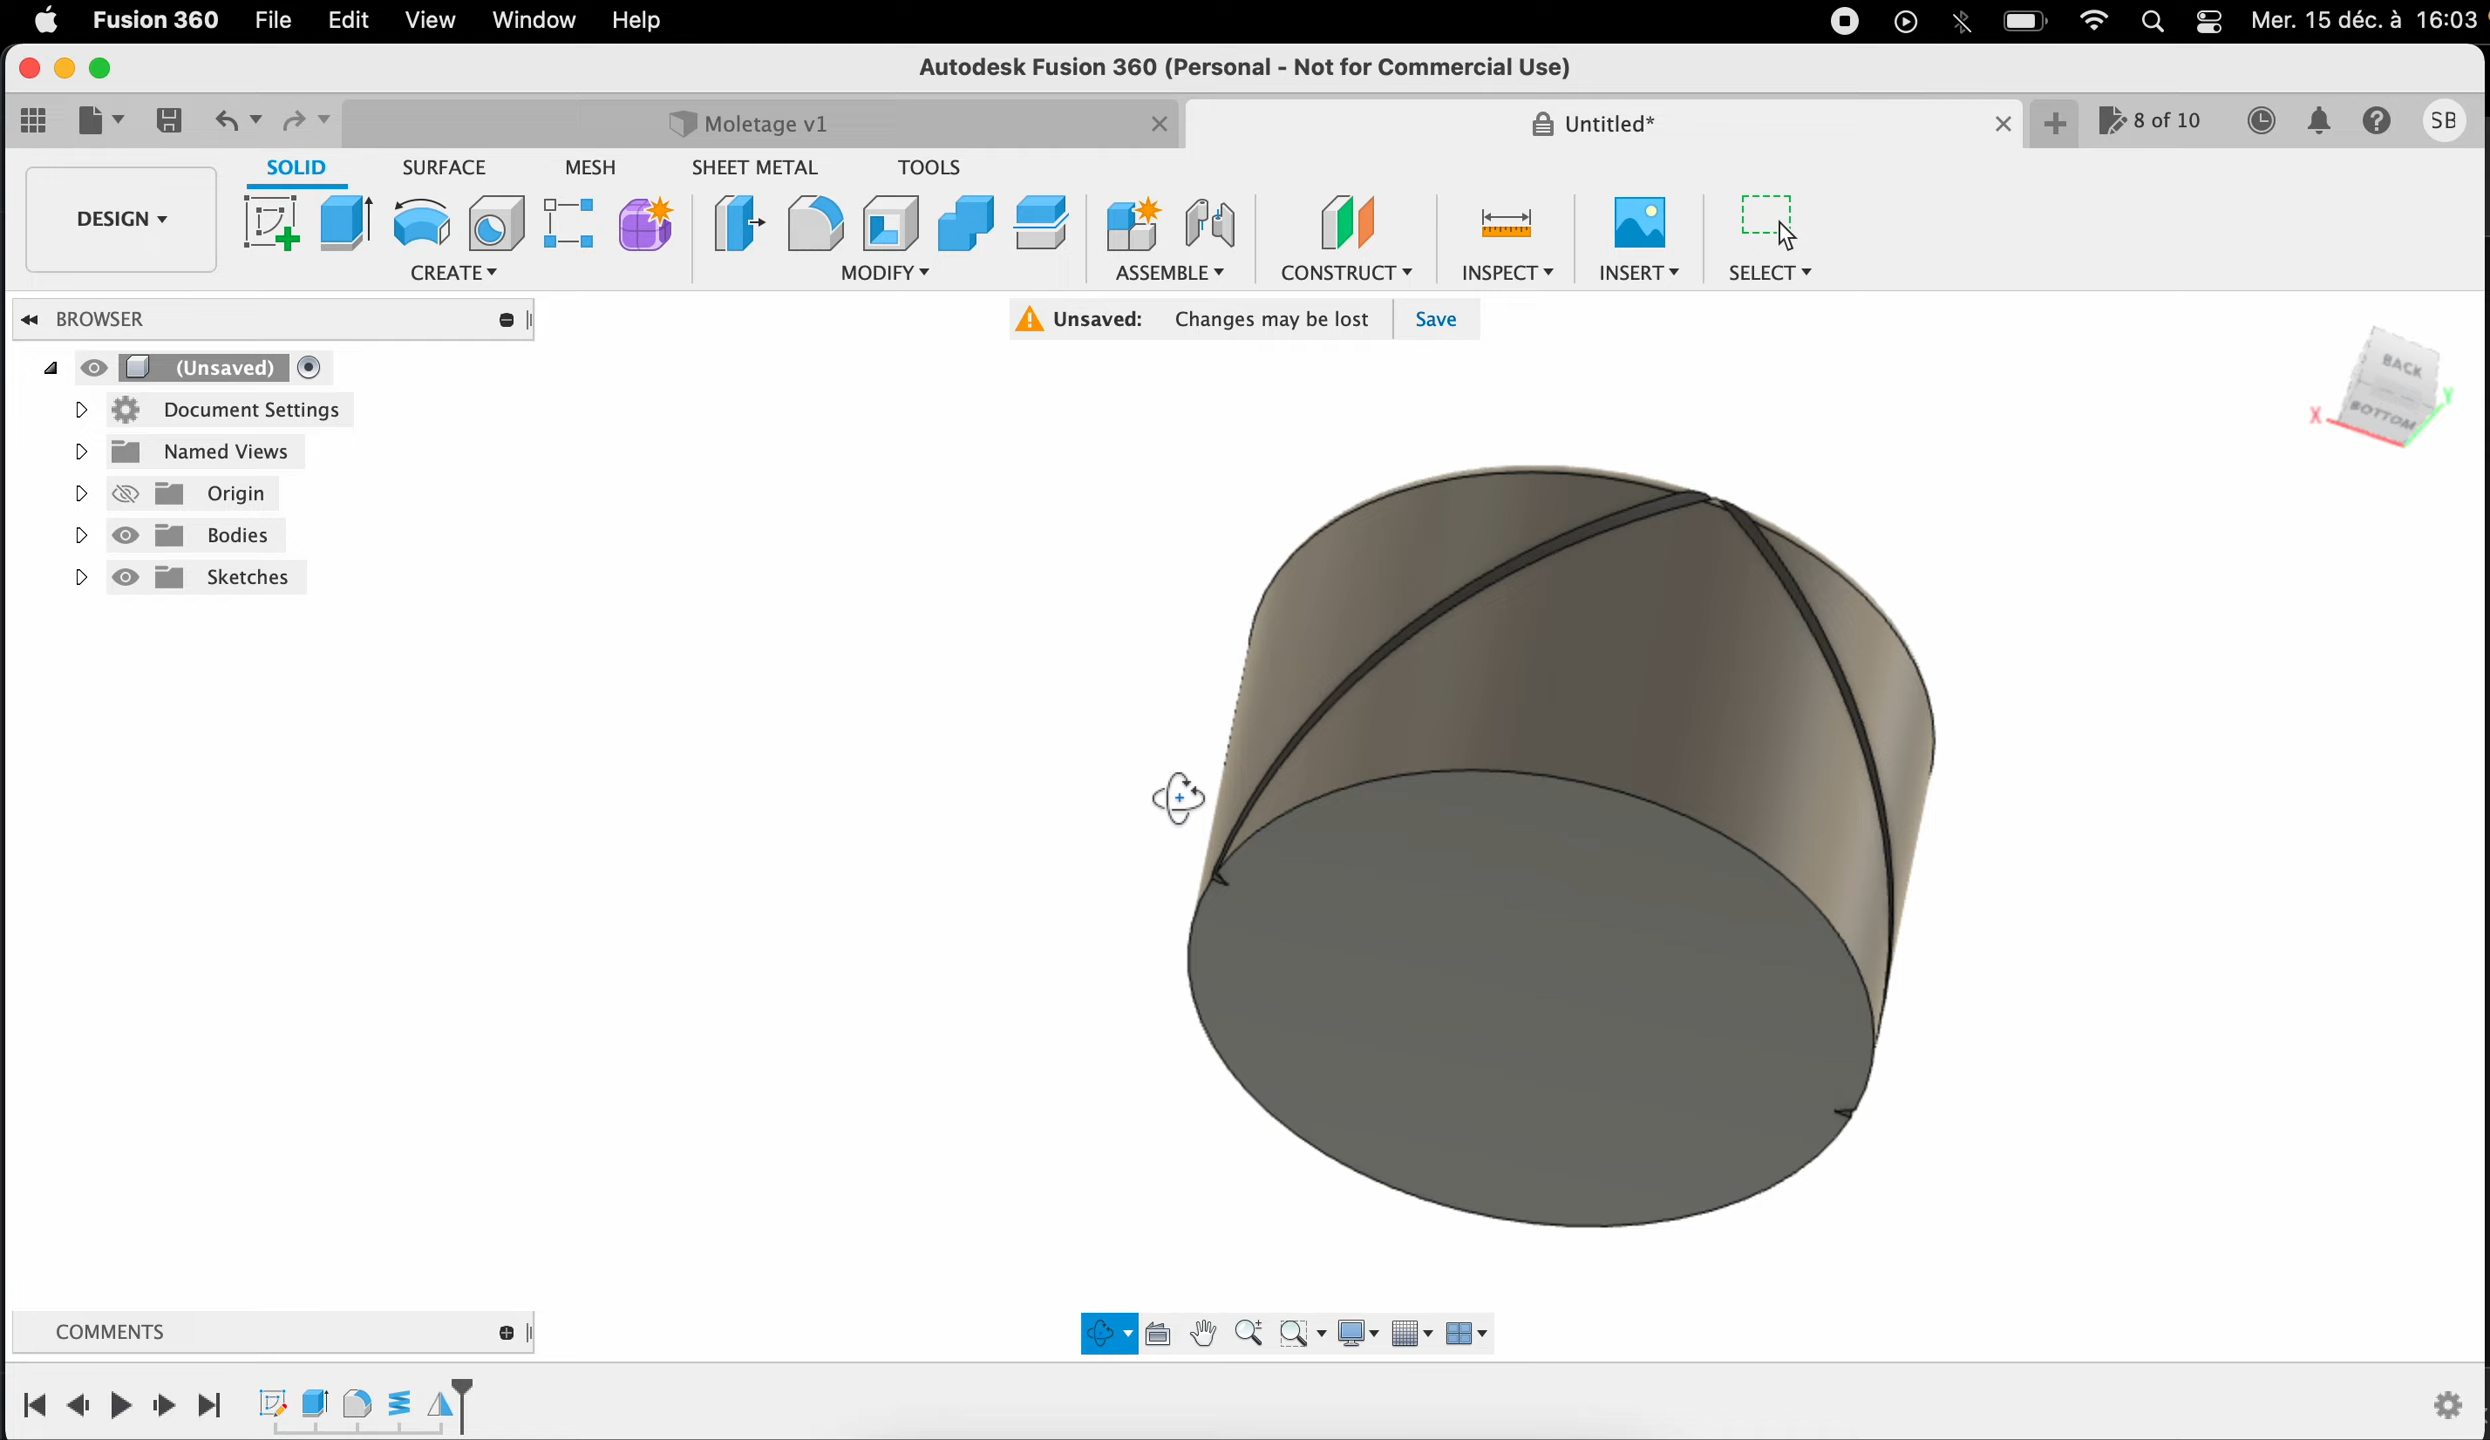 Fusion 360 File Edit View Window Help Mer. 15 déc. à 16:03
Autodesk Fusion 360 (Personal - Not for Commercial Use)
Moletage v1 Untitled* 8 of 10 SB
SOLID SURFACE MESH SHEET METAL TOOLS
DESIGN
CREATE MODIFY ASSEMBLE CONSTRUCT INSPECT INSERT SELECT
BROWSER
Unsaved: Changes may be lost Save
(Unsaved)
Document Settings
Named Views
Origin
Bodies
Sketches
BACK
BOTTOM
X Y
COMMENTS